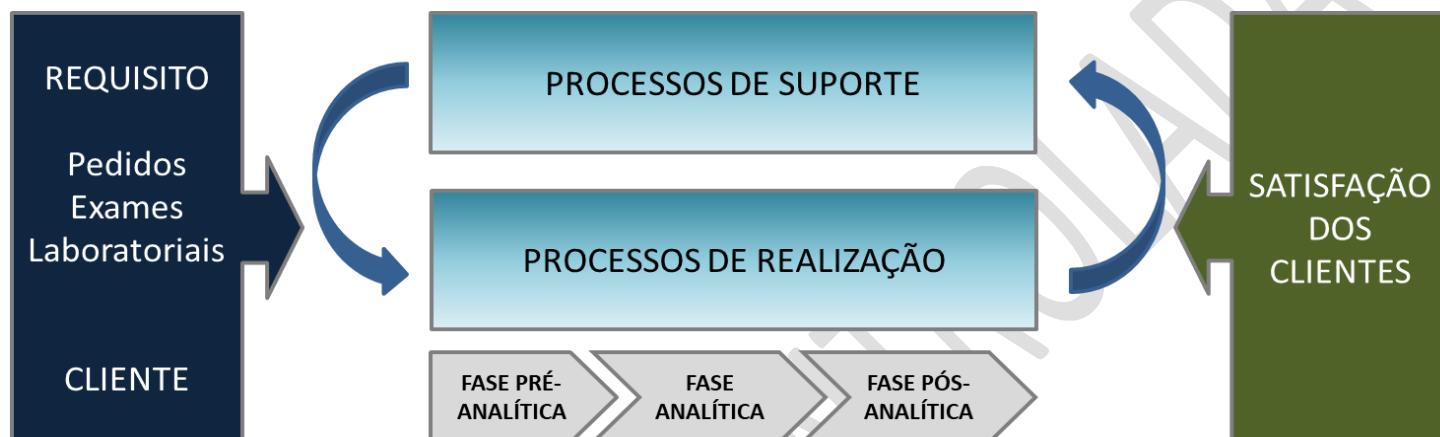 REQUISITO
Pedidos
Exames
Laboratoriais
CLIENTE
PROCESSOS DE SUPORTE
PROCESSOS DE REALIZAÇÃO
FASE PRÉ-
ANALÍTICA
FASE
ANALÍTICA
FASE PÓS-
ANALÍTICA
SATISFAÇÃO
DOS
CLIENTES